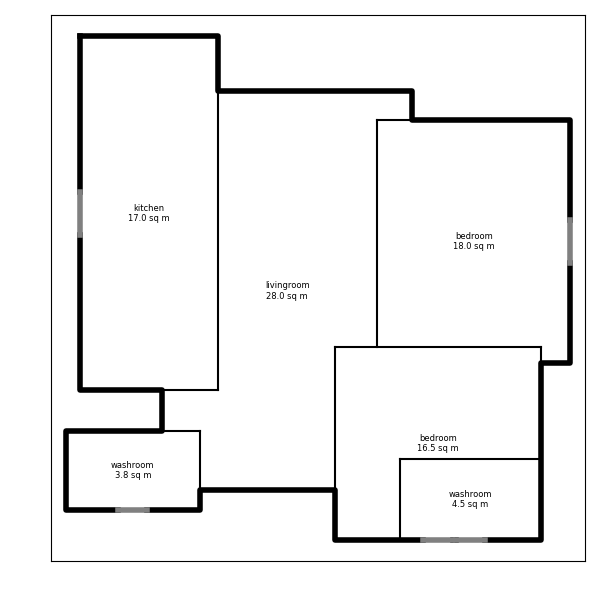 kitchen
17.0 sq m
bedroom
18.0 sq m
livingroom
28.0 sq m
bedroom
16.5 sq m
washroom
3.8 sq m
washroom
4.5 sq m